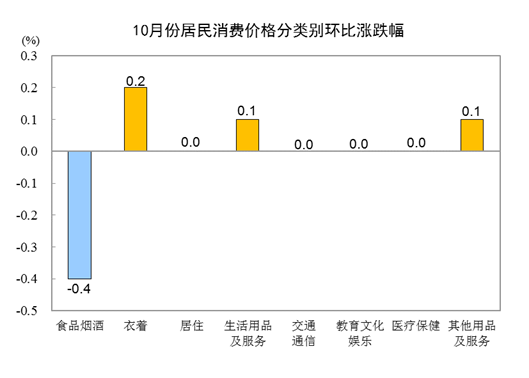 10月份居民消费价格分类别环比涨跌幅
(%)
0.3
0.2
0.1
0.0
-0.1
-0.2
-0.3
-0.4
-0.5
-0.4
0.2
0.0
0.1
0.0
0.0
0.0
0.1
食品烟酒
衣着
居住
生活用品
及服务
交通
通信
教育文化
娱乐
医疗保健
其他用品
及服务